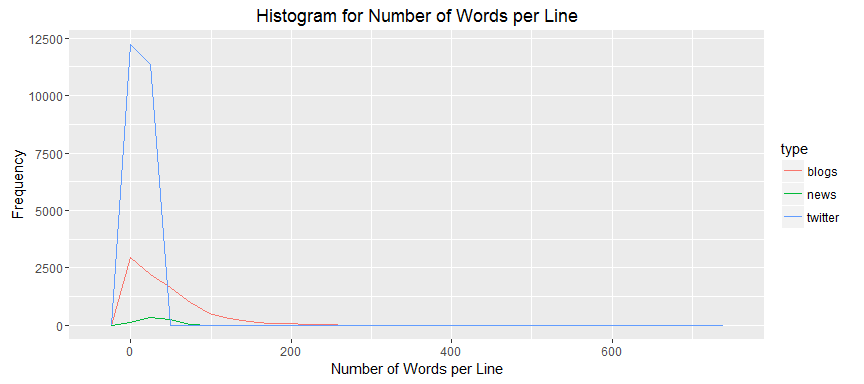 Histogram for Number of Words per Line
12500
10000
7500
5000
2500
0
Frequency
0 200 400 600
Number of Words per Line
type
blogs
news
twitter